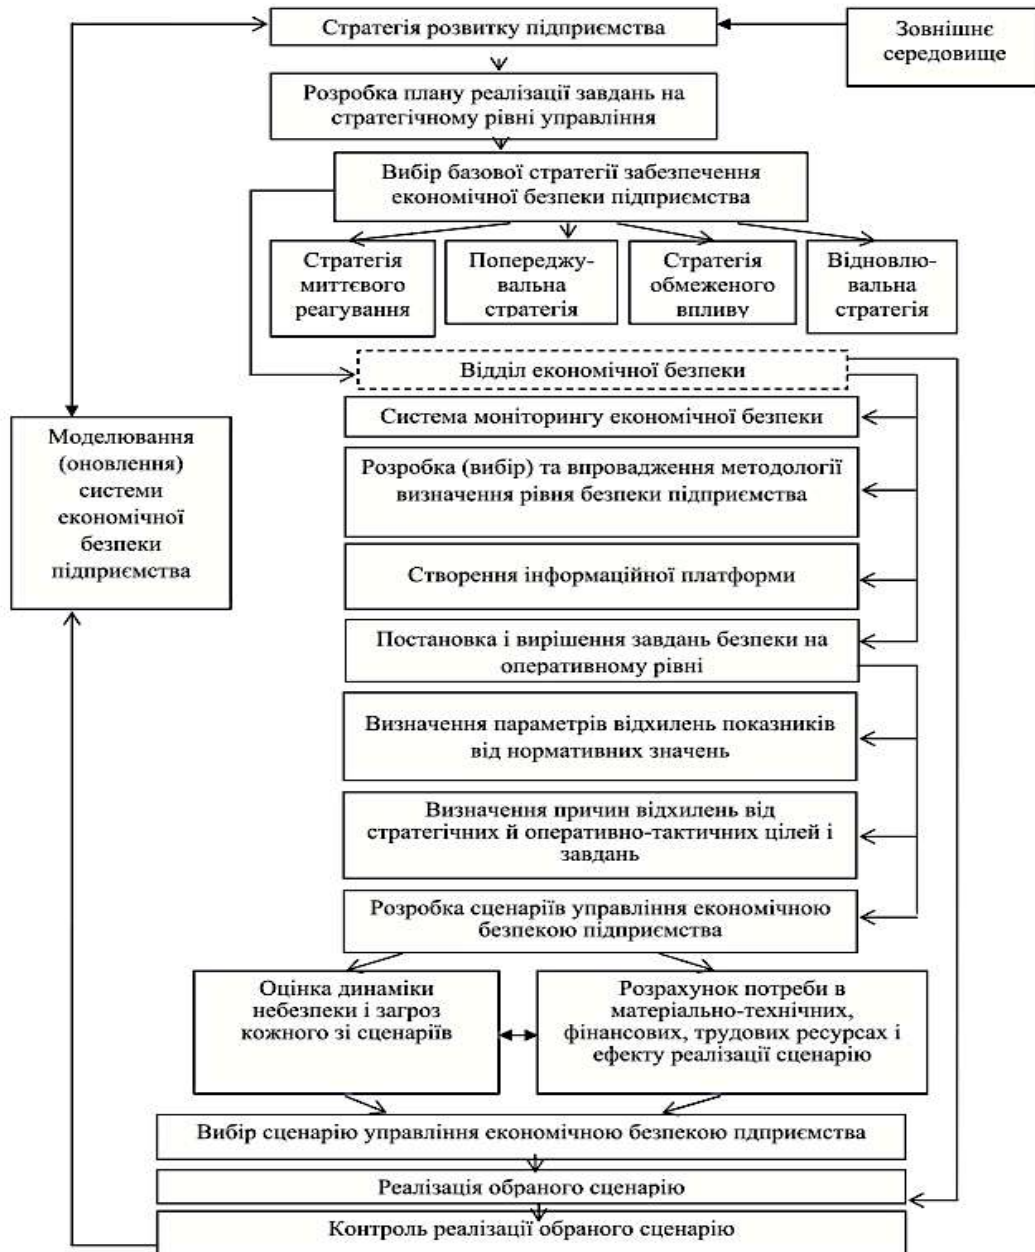 Стратегія розвитку підприємства
Зовнішнє
середовище
Розробка плану реалізації завдань на
стратегічному рівні управління
Вибір базової стратегії забезпечення
економічної безпеки підприємства
Стратегія
миттєвого
реагування
Попереджу-
вальна
стратегія
Стратегія
обмеженого
впливу
Відновлю-
вальна
стратегія
Відділ економічної безпеки
Система моніторингу економічної безпеки
Моделювання
(оновлення)
системи
економічної
безпеки
підприємства
Розробка (вибір) та впровадження методології
визначення рівня безпеки підприємства
Створення інформаційної платформи
Постановка і вирішення завдань безпеки на
оперативному рівні
Визначення параметрів відхилень показників
від нормативних значень
Визначення причин відхилень від
стратегічних й оперативно-тактичних цілей і
завдань
Розробка сценаріїв управління економічною
безпекою підприємства
Оцінка динаміки
небезпеки і загроз
кожного зі сценаріїв
Розрахунок потреби в
матеріально-технічних,
фінансових, трудових ресурсах і
ефекту реалізації сценарію
Вибір сценарію управління економічною безпекою пдприємства
Реалізація обраного сценарію
Контроль реалізації обраного сценарію